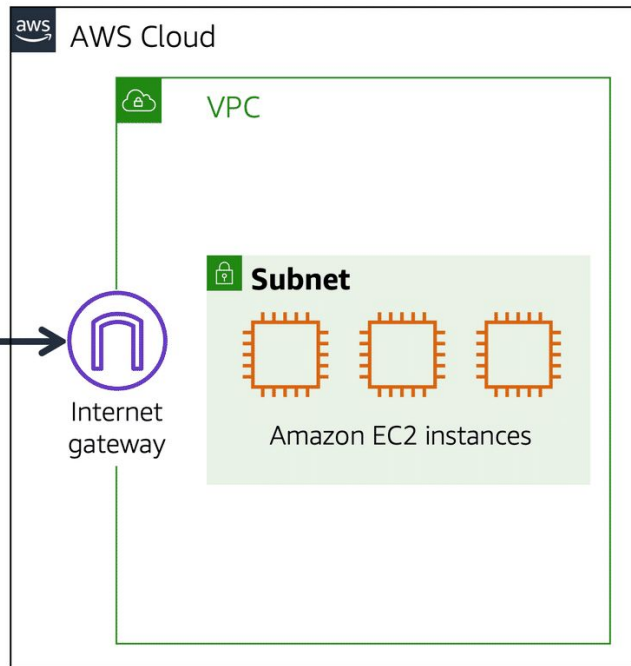 aws
AWS Cloud
VPC
Subnet
Internet
gateway
Amazon EC2 instances